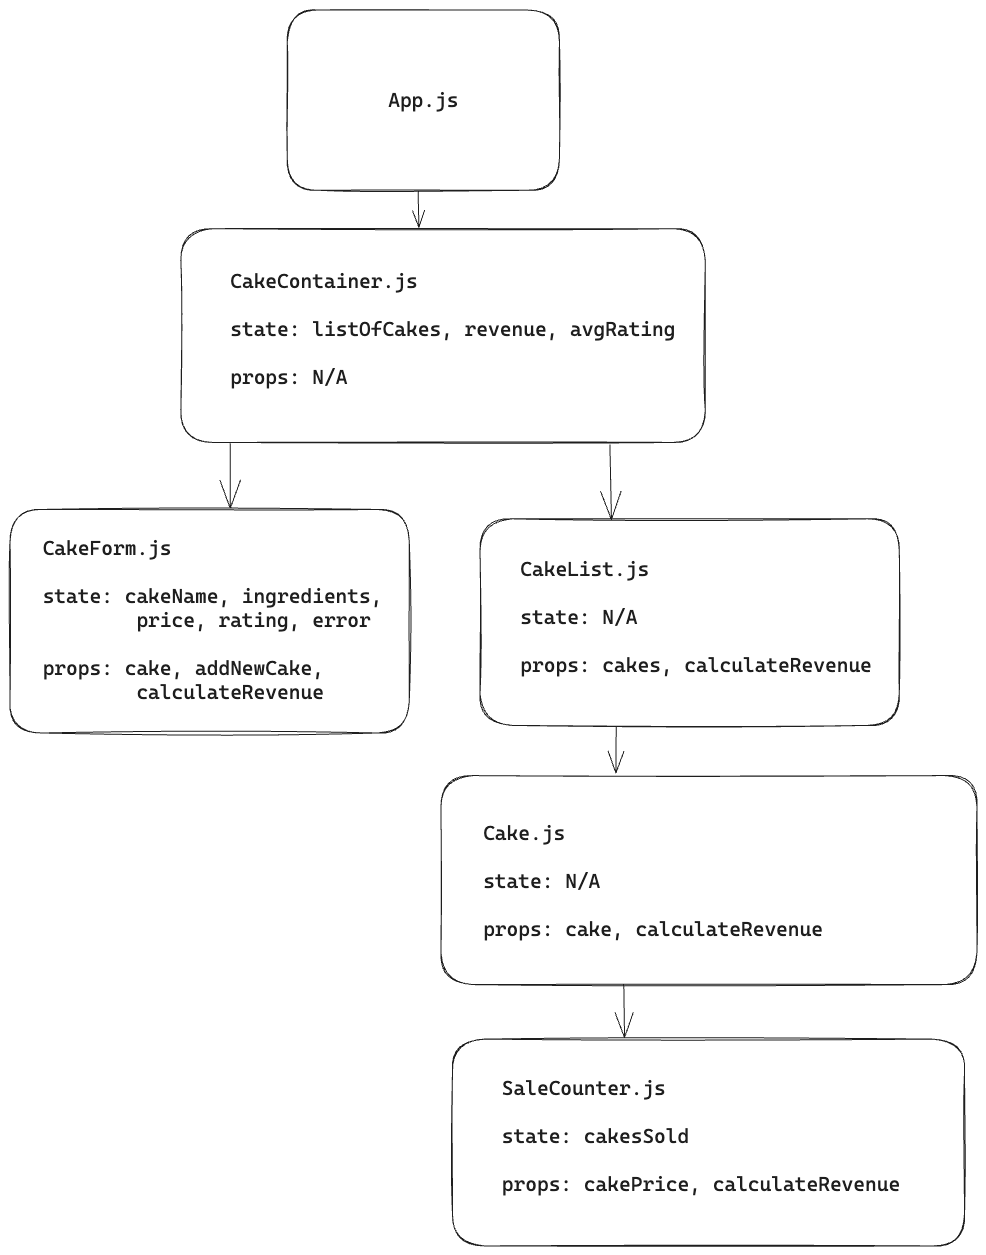 App.js
CakeContainer.js
state: listOfCakes, revenue, avgRating
props: N/A
CakeForm.js
state: cakeName, ingredients,
price, rating, error
props: cake, addNewCake,
calculateRevenue
CakeList.js
state: N/A
props: cakes, calculateRevenue
Cake.js
state: N/A
props: cake, calculateRevenue
SaleCounter.js
state: cakesSold
props: cakePrice, calculateRevenue